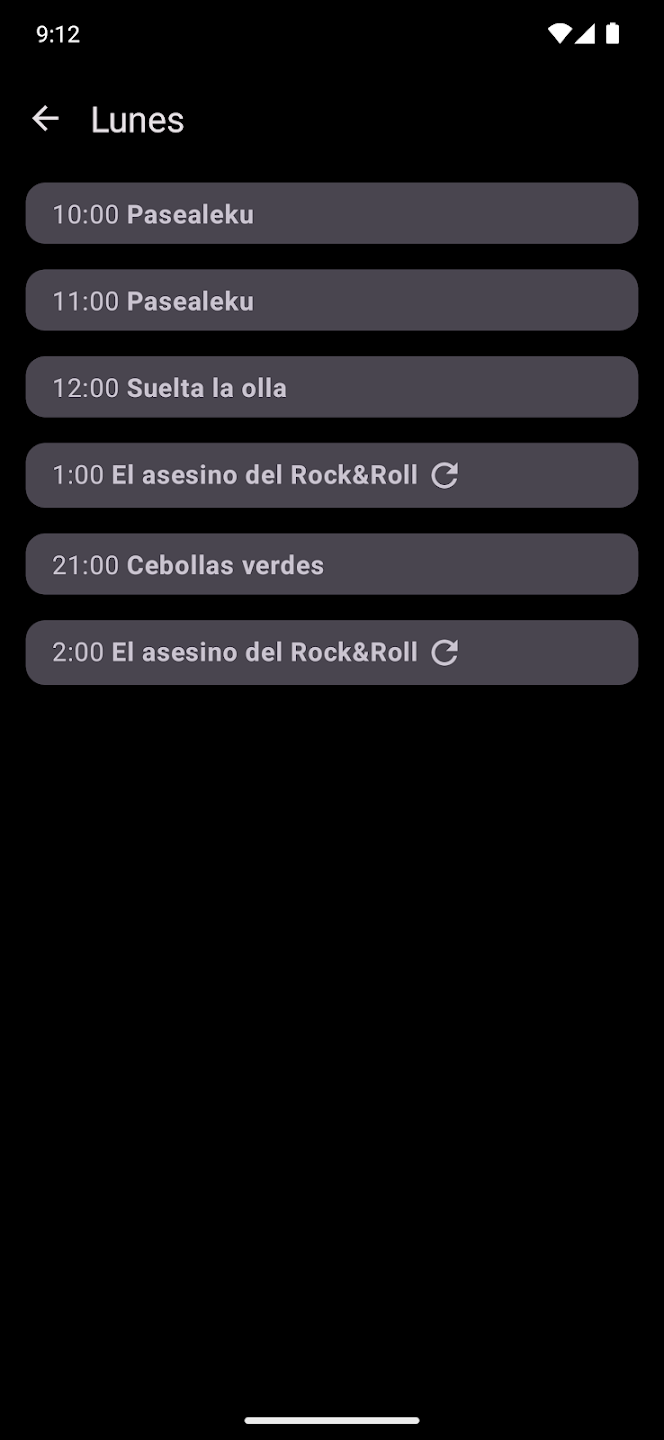 9:12
Lunes
10:00 Pasealeku
11:00 Pasealeku
12:00 Suelta la olla
1:00 El asesino del Rock&Roll
21:00 Cebollas verdes
2:00 El asesino del Rock&Roll